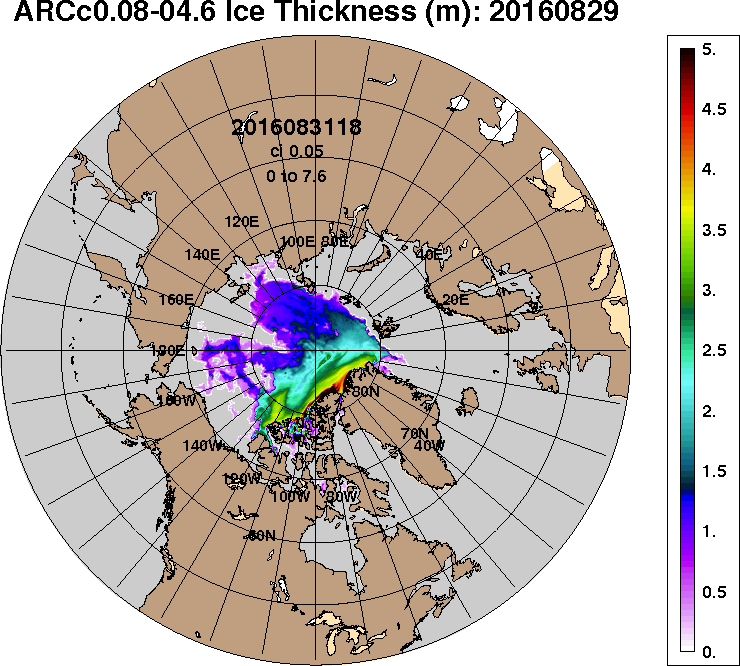 ARCc0.08-04.6 Ice Thickness (m): 20160829
2016083118
ci 0.05
0 to 7.6
120E
100E
80E
140E
40E
160E
20E
180E
160W
80N
140W
70N
40W
120W
100W
80W
60N
5.
4.5
4.
3.5
3.
2.5
2.
1.5
1.
0.5
0.